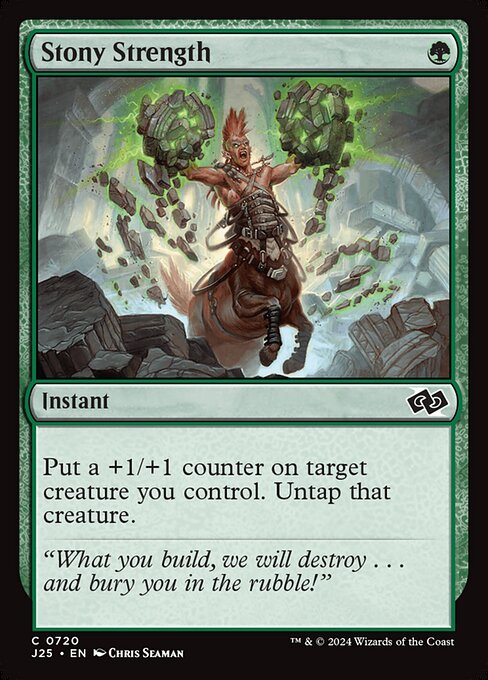 Stony Strength
Instant
Put a +1/+1 counter on target
creature you control. Untap that
creature.
“What you build, we will destroy . . .
and bury you in the rubble!”
C 0720
J25 • EN Chris Seaman
™ & © 2024 Wizards of the Coast